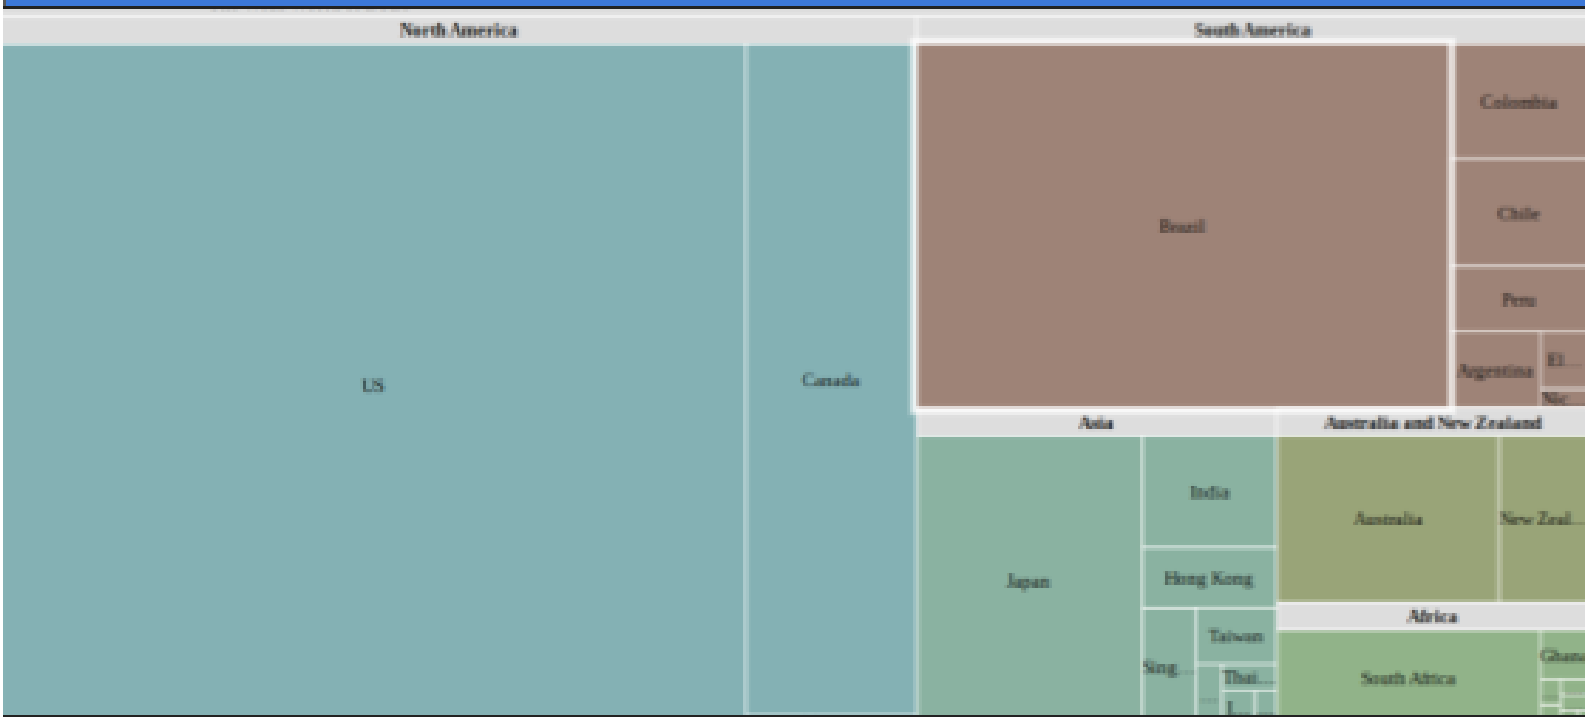 North America
South America
US
Canada
Brazil
Colombia
Chile
Peru
Argentina
El...
Nic...
Asia
Australia and New Zealand
Japan
India
Hong Kong
Sing...
Taiwan
Thai...
Australia
New Zeal...
Africa
South Africa
Ghana